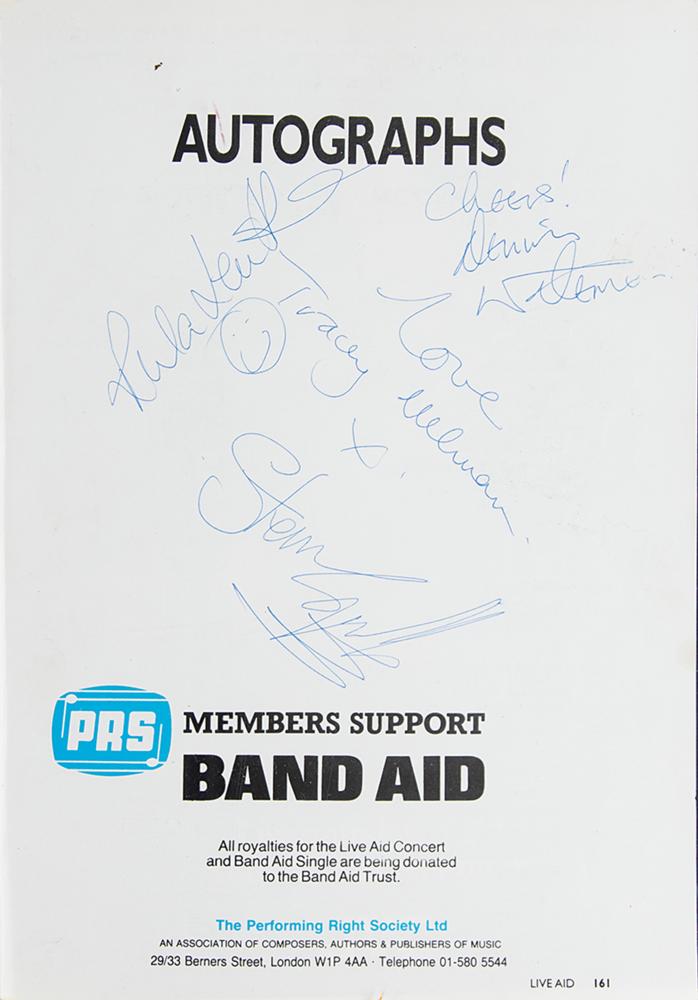 AUTOGRAPHS
Cheers!
Dennis
Waterman
Rula Lenska
Tracey
x
Love
PRS
MEMBERS SUPPORT
BAND AID
All royalties for the Live Aid Concert
and Band Aid Single are being donated
to the Band Aid Trust.
The Performing Right Society Ltd
AN ASSOCIATION OF COMPOSERS, AUTHORS & PUBLISHERS OF MUSIC
29/33 Berners Street, London W1P 4AA · Telephone 01-580 5544
LIVE AID 161